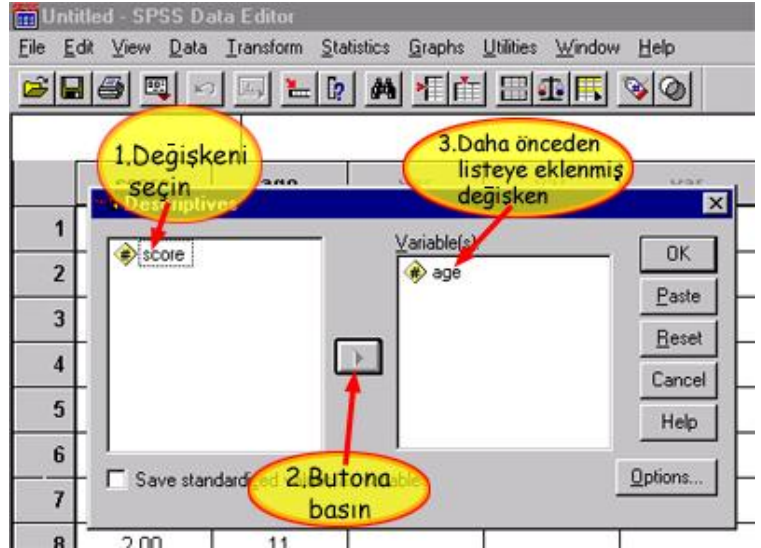 Untitled - SPSS Data Editor
File Edit View Data Transform Statistics Graphs Utilities Window Help
1.Değişkeni
seçin
3.Daha önceden
listeye eklenmiş
değişken
age
Descriptives
1
2
3
4
5
6
7
8
score
Variable(s)
age
OK
Paste
Reset
Cancel
Help
Options...
Save
2.Butona
basın
2.00 11